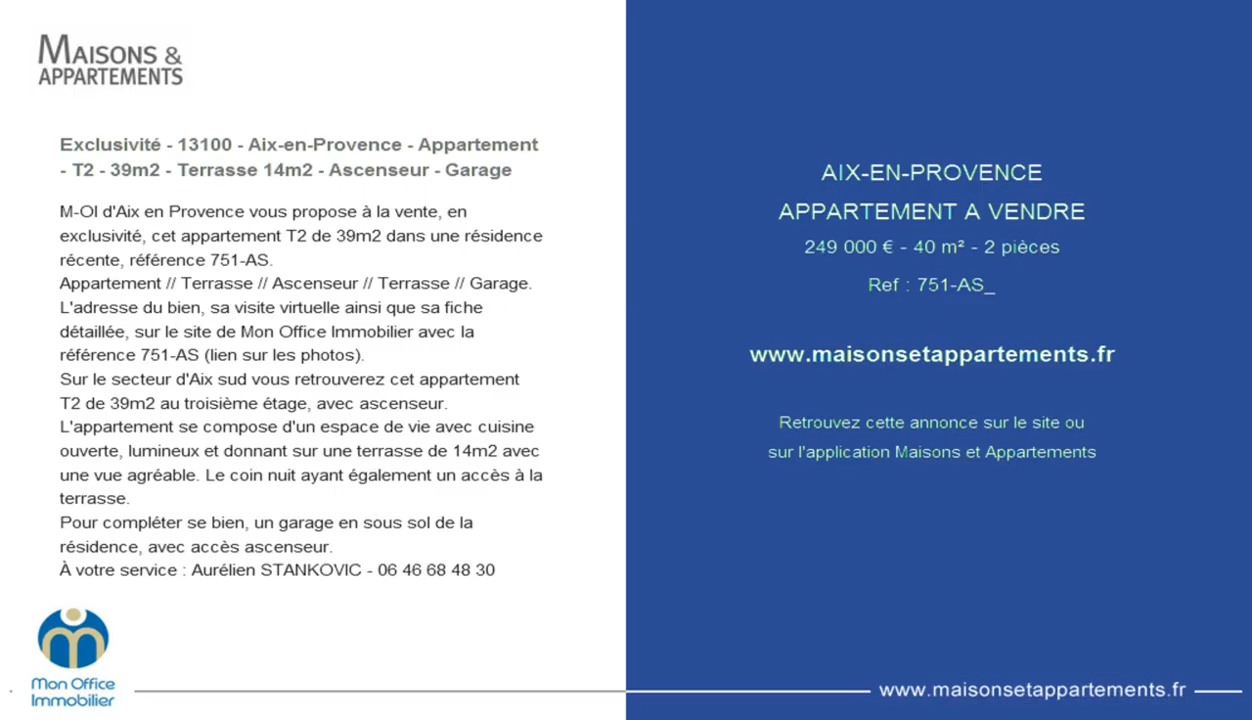 MAISONS &
APPARTEMENTS
Exclusivité - 13100 - Aix-en-Provence - Appartement
- T2 - 39m2 - Terrasse 14m2 - Ascenseur - Garage
M-OI d'Aix en Provence vous propose à la vente, en
exclusivité, cet appartement T2 de 39m2 dans une résidence
récente, référence 751-AS.
Appartement // Terrasse // Ascenseur // Terrasse // Garage.
L'adresse du bien, sa visite virtuelle ainsi que sa fiche
détaillée, sur le site de Mon Office Immobilier avec la
référence 751-AS (lien sur les photos).
Sur le secteur d'Aix sud vous retrouverez cet appartement
T2 de 39m2 au troisième étage, avec ascenseur.
L'appartement se compose d'un espace de vie avec cuisine
ouverte, lumineux et donnant sur une terrasse de 14m2 avec
une vue agréable. Le coin nuit ayant également un accès à la
terrasse.
Pour compléter se bien, un garage en sous sol de la
résidence, avec accès ascenseur.
À votre service : Aurélien STANKOVIC - 06 46 68 48 30
Mon Office
Immobilier
AIX-EN-PROVENCE
APPARTEMENT A VENDRE
249 000 € - 40 m² - 2 pièces
Ref : 751-AS_
www.maisonsetappartements.fr
Retrouvez cette annonce sur le site ou
sur l'application Maisons et Appartements
www.maisonsetappartements.fr